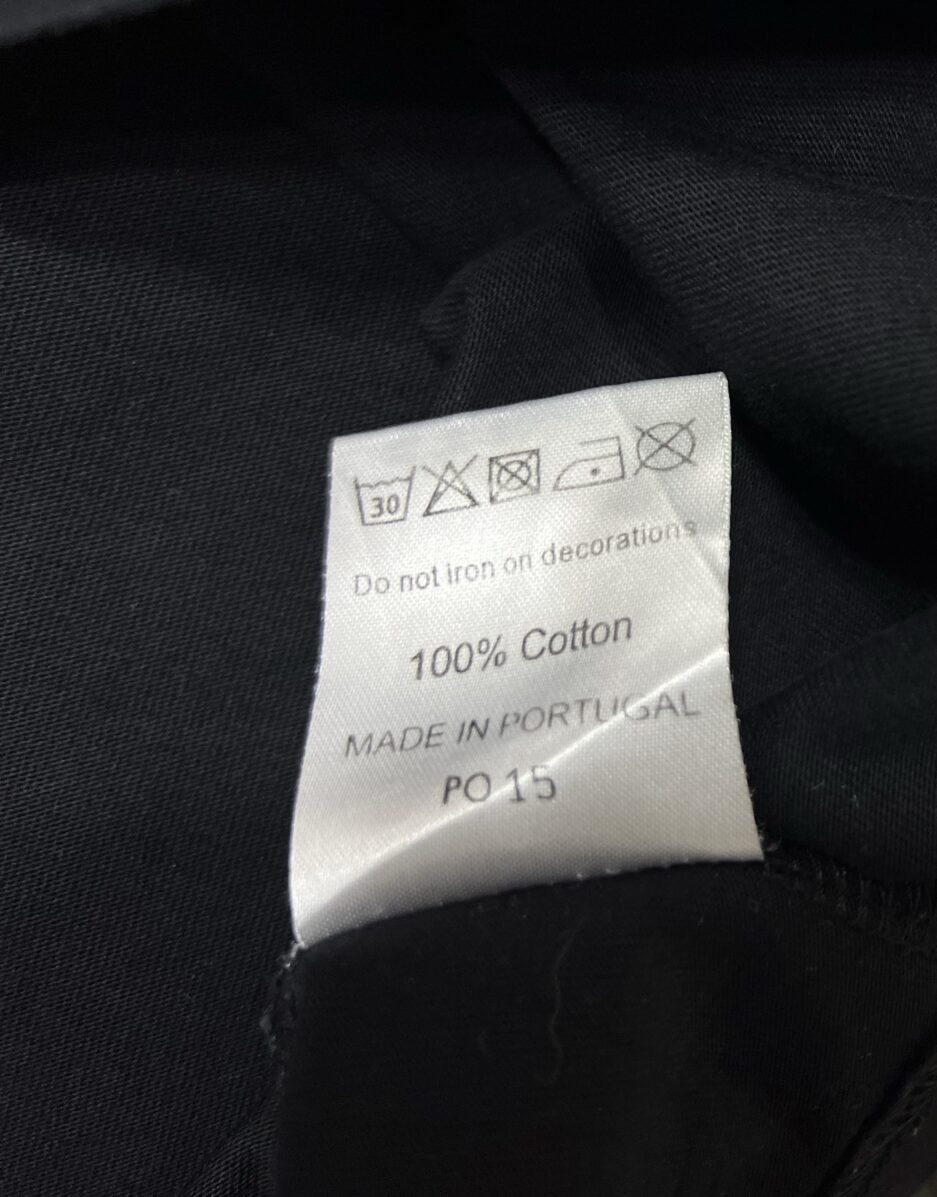 30
Do not iron on decorations
100% Cotton
MADE IN PORTUGAL
PO 15